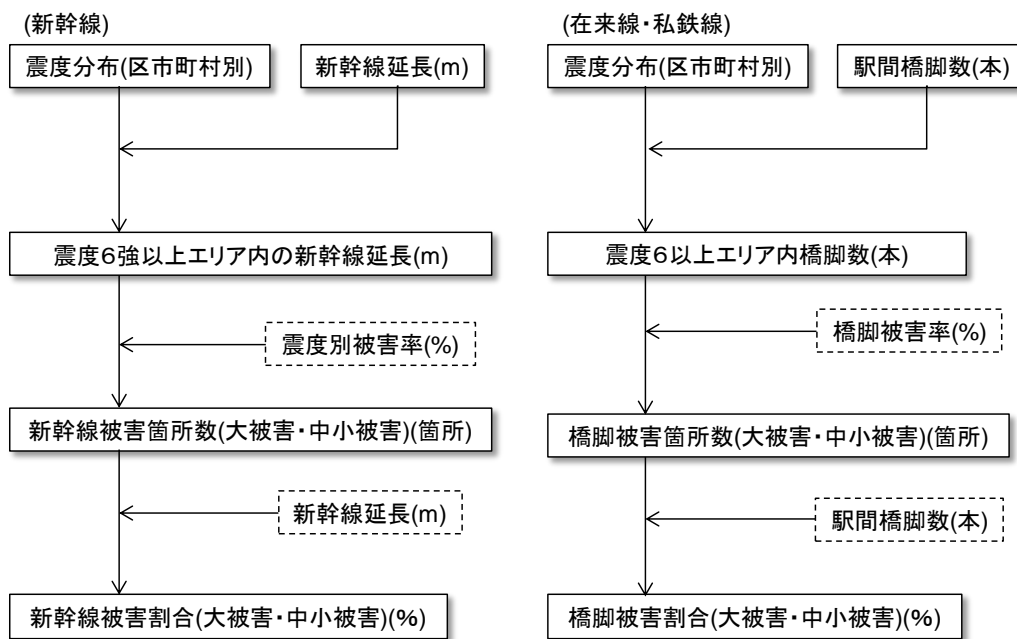 (新幹線)
震度分布(区市町村別)
新幹線延長(m)
震度6強以上エリア内の新幹線延長(m)
震度別被害率(%)
新幹線被害箇所数(大被害・中小被害)(箇所)
新幹線延長(m)
新幹線被害割合(大被害・中小被害)(%)
(在来線・私鉄線)
震度分布(区市町村別)
駅間橋脚数(本)
震度6以上エリア内橋脚数(本)
橋脚被害率(%)
橋脚被害箇所数(大被害・中小被害)(箇所)
駅間橋脚数(本)
橋脚被害割合(大被害・中小被害)(%)